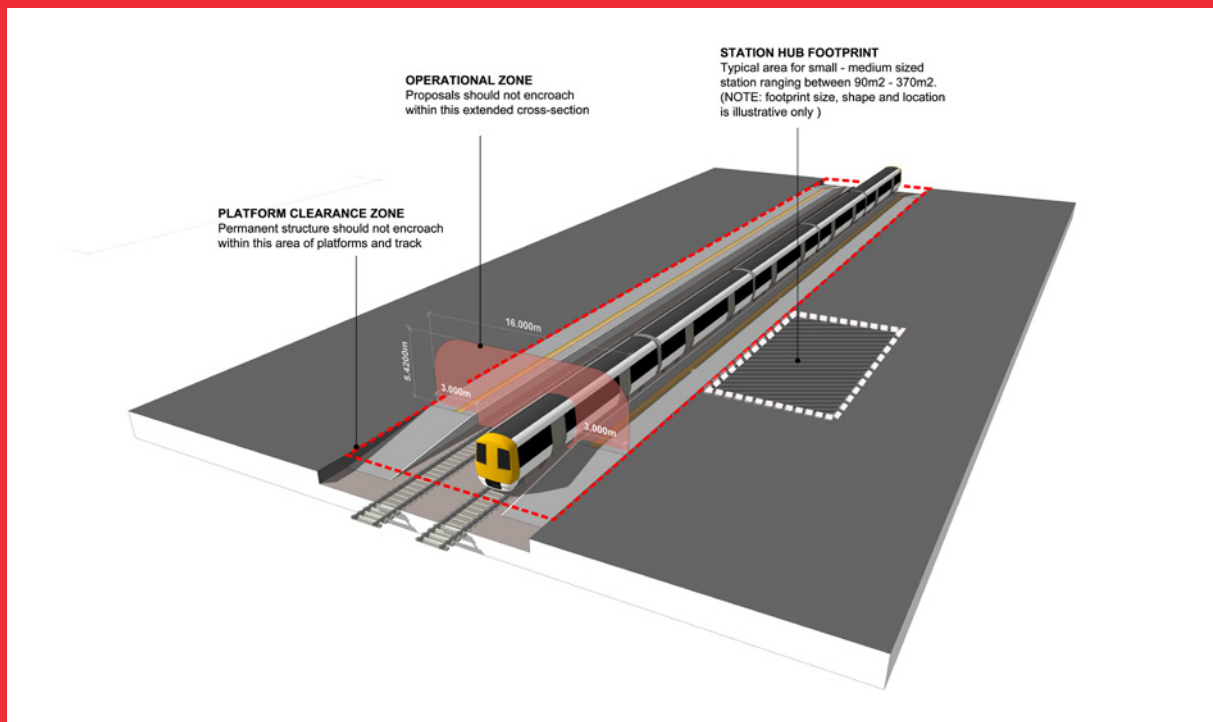 STATION HUB FOOTPRINT
Typical area for small - medium sized
station ranging between 90m2 - 370m2.
(NOTE: footprint size, shape and location
is illustrative only )
OPERATIONAL ZONE
Proposals should not encroach
within this extended cross-section
PLATFORM CLEARANCE ZONE
Permanent structure should not encroach
within this area of platforms and track
16.000m
5.4200m
3.000m
3.000m